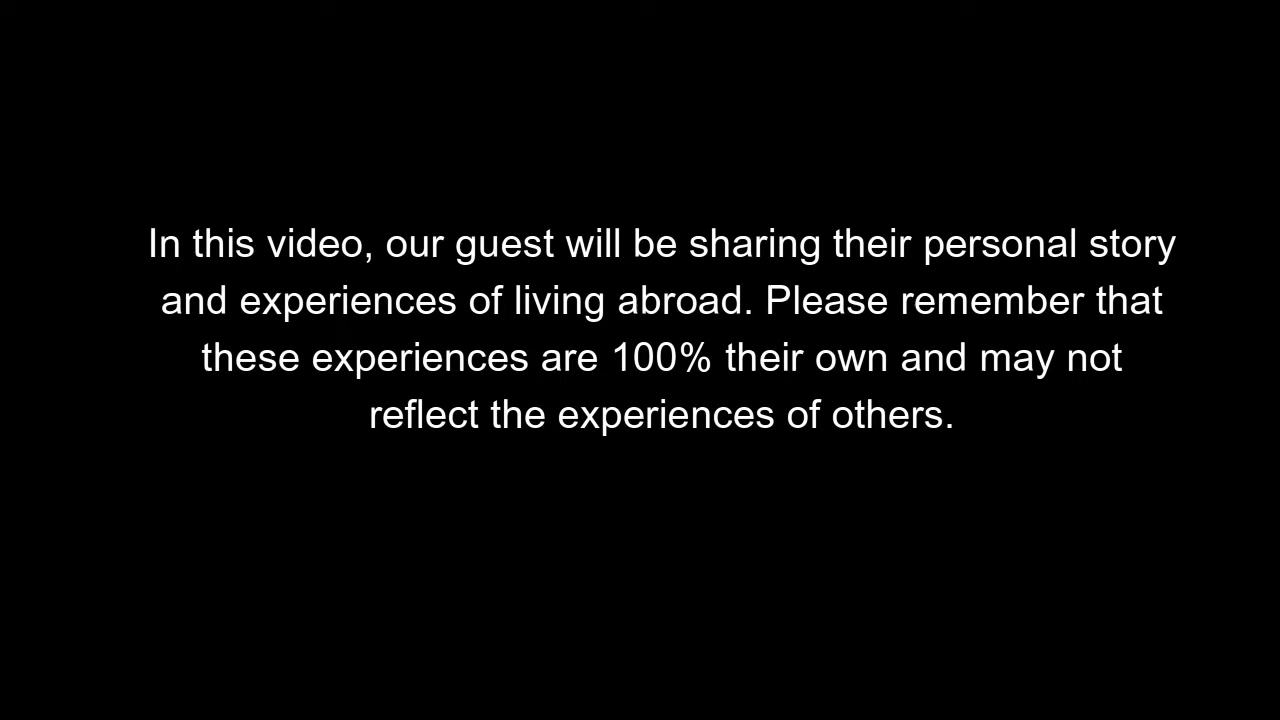 In this video, our guest will be sharing their personal story
and experiences of living abroad. Please remember that
these experiences are 100% their own and may not
reflect the experiences of others.